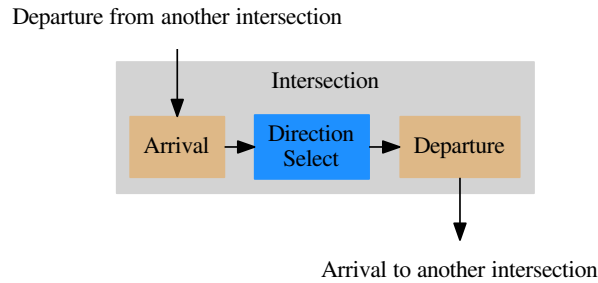 Departure from another intersection
Intersection
Arrival
Direction
Select
Departure
Arrival to another intersection